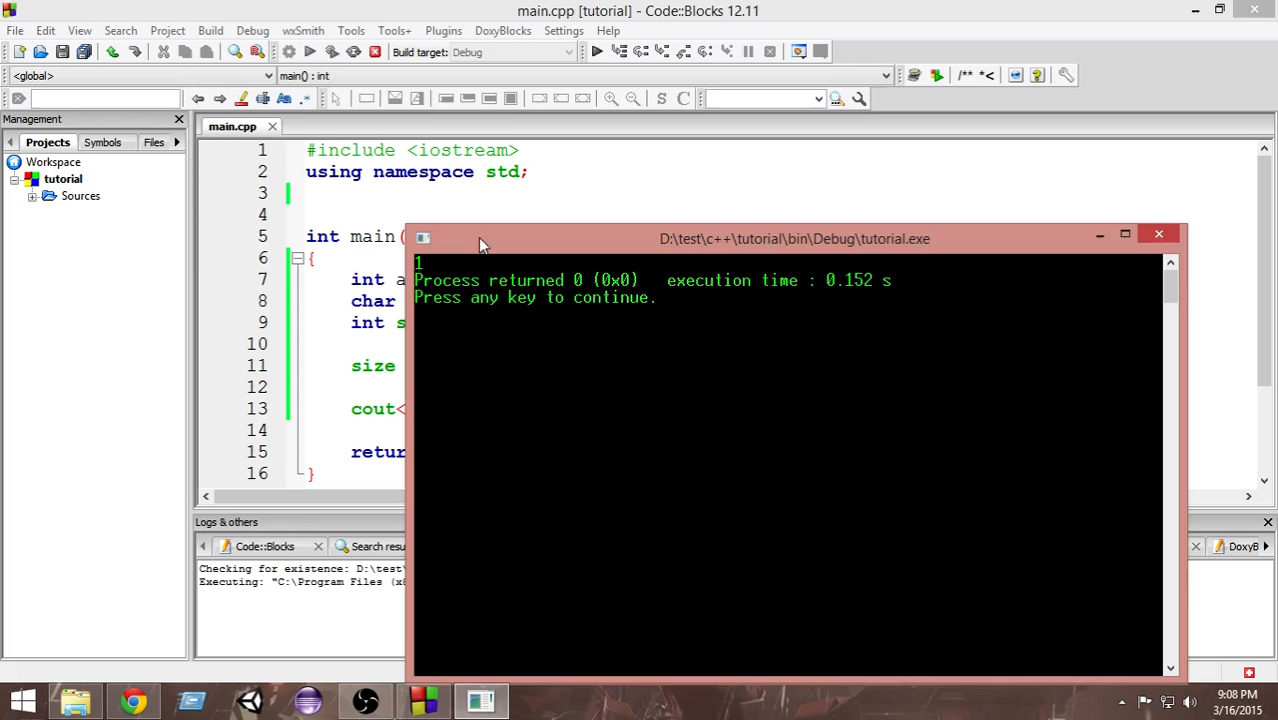 main.cpp [tutorial] - Code::Blocks 12.11
File Edit View Search Project Build Debug wxSmith Tools Tools+ Plugins DoxyBlocks Settings Help
Build target: Debug
<global> main() : int /** *<
S C
Management
Projects Symbols Files
Workspace
tutorial
Sources
main.cpp
1 #include <iostream>
2 using namespace std;
3
4
5 int main(
6 {
7 int a
8 char
9 int s
10
11 size
12
13 cout<
14
15 retur
16 }
D:\test\c++\tutorial\bin\Debug\tutorial.exe
1
Process returned 0 (0x0) execution time : 0.152 s
Press any key to continue.
Logs & others
Code::Blocks Search resu DoxyB
Checking for existence: D:\test\
Executing: "C:\Program Files (x8
9:08 PM
3/16/2015